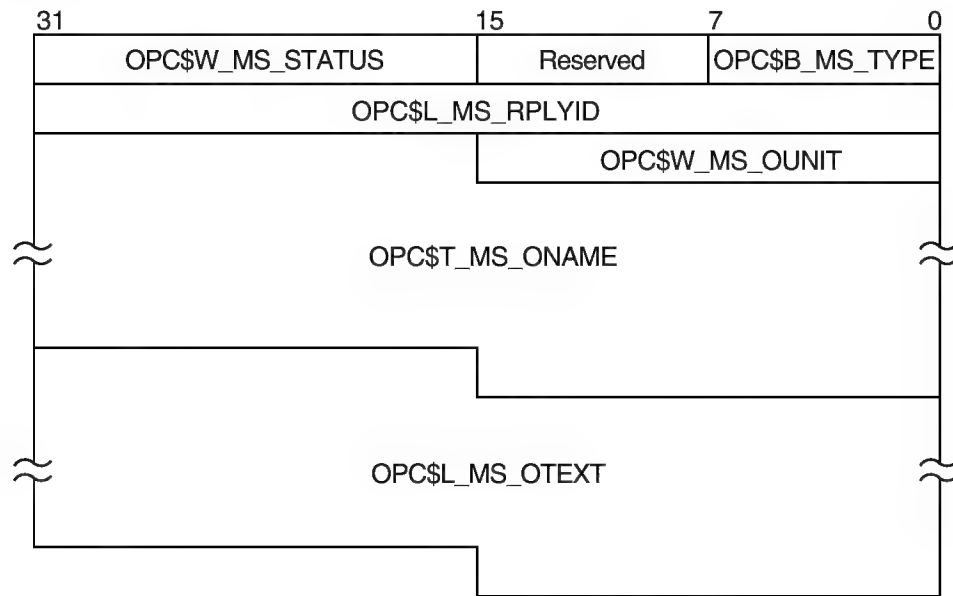 31 15 7 0
OPC$W_MS_STATUS Reserved OPC$B_MS_TYPE
OPC$L_MS_RPLYID
OPC$W_MS_OUNIT
OPC$T_MS_ONAME
OPC$L_MS_OTEXT